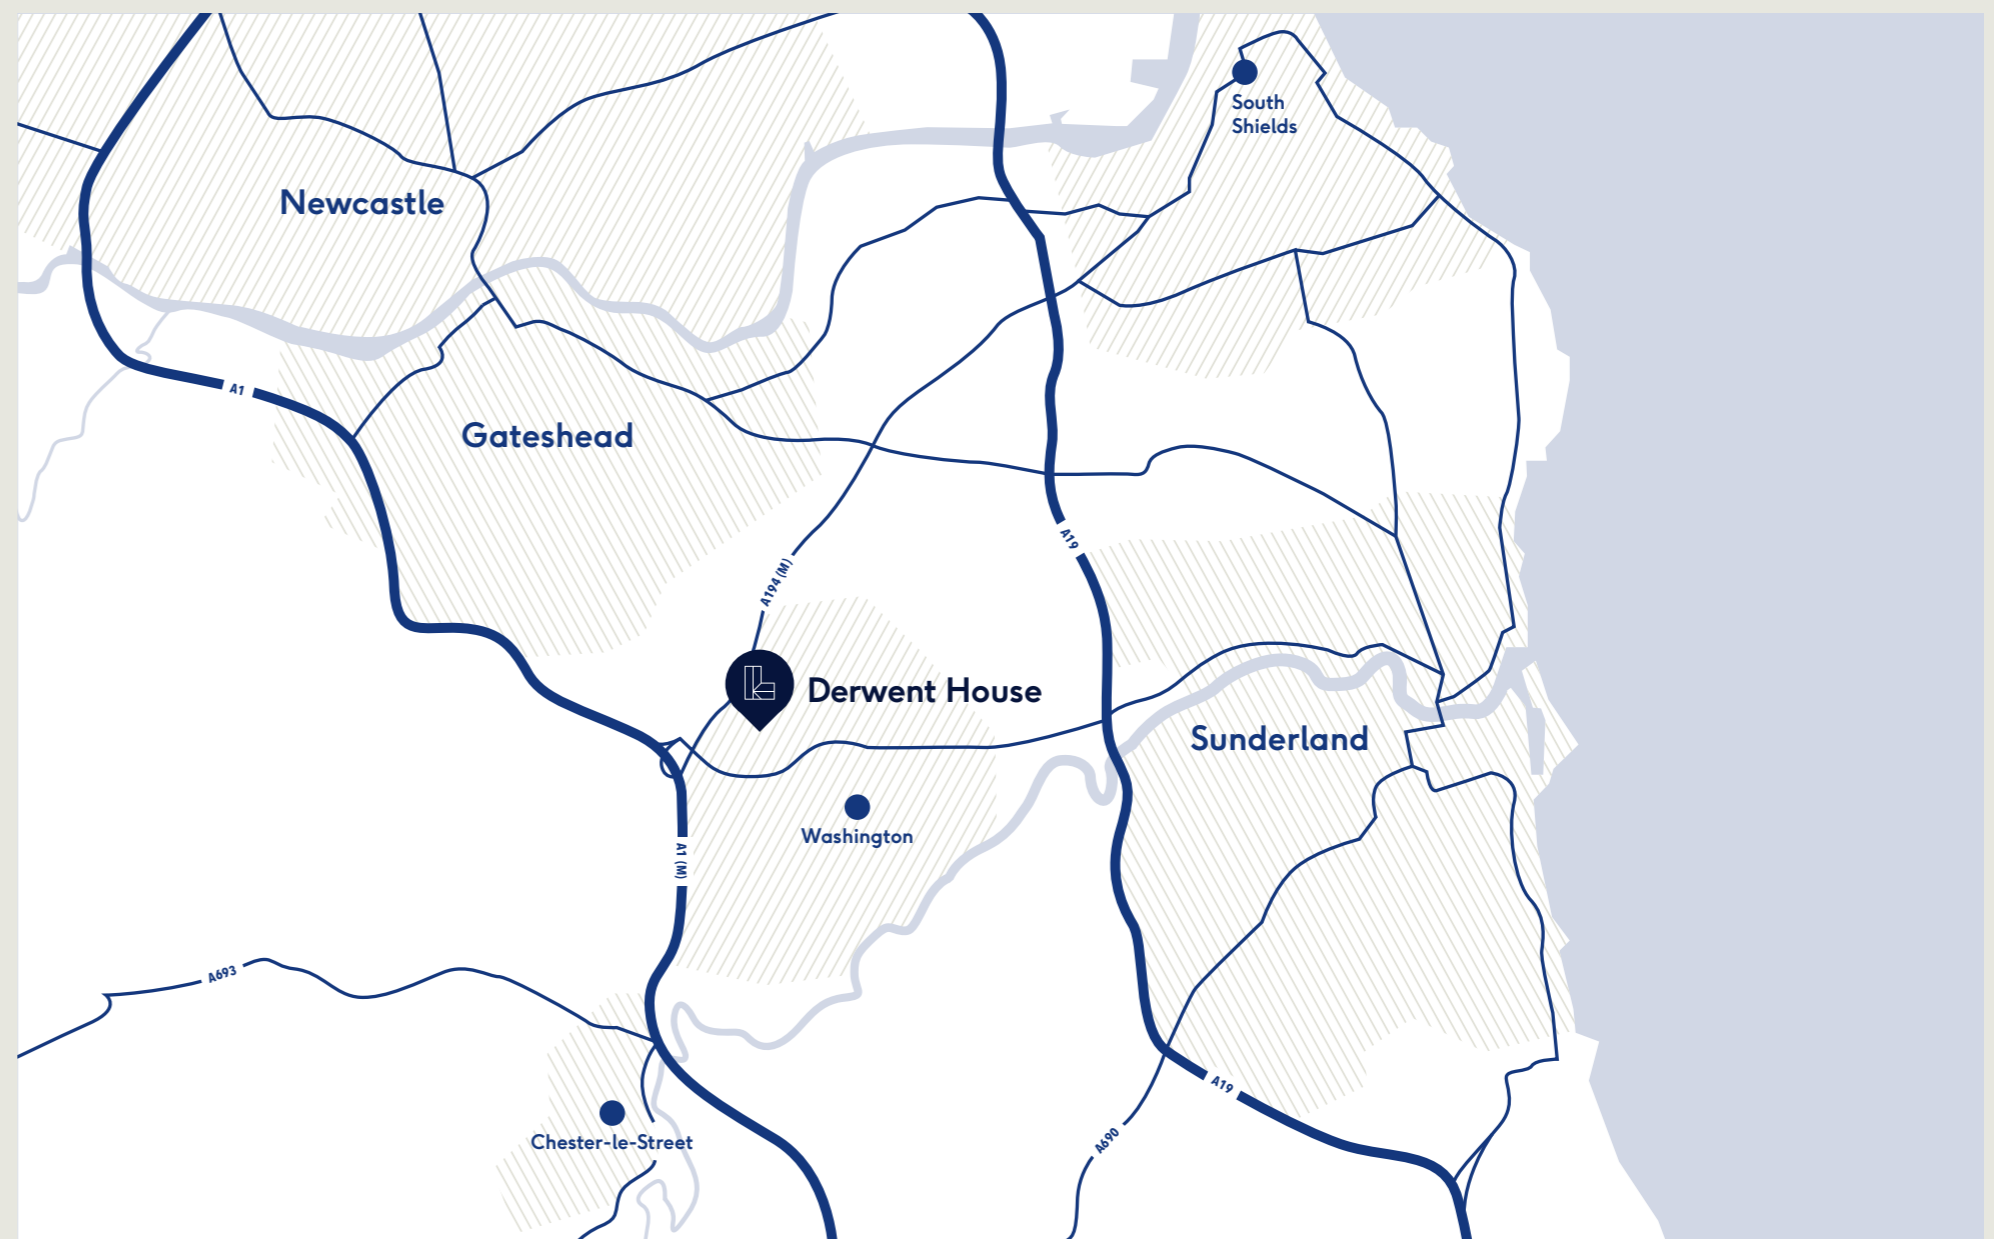 South
Shields
Newcastle
A1
Gateshead
A19
A194 (M)
Derwent House
Sunderland
Washington
A1 (M)
A693
A19
Chester-le-Street
A690